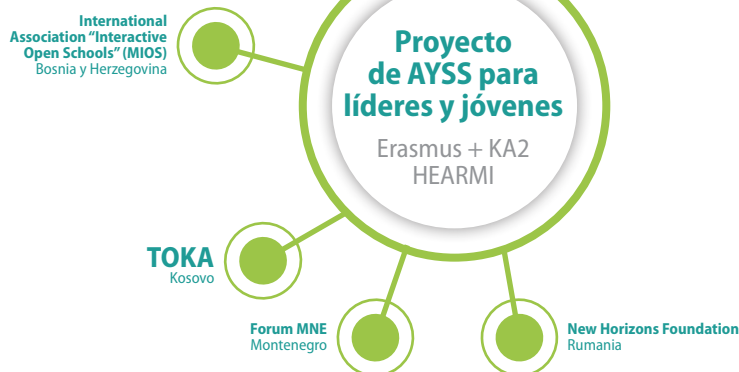 International
Association “Interactive
Open Schools” (MIOS)
Bosnia y Herzegovina
Proyecto
de AYSS para
líderes y jóvenes
Erasmus + KA2
HEARMI
TOKA
Kosovo
Forum MNE
Montenegro
New Horizons Foundation
Rumania